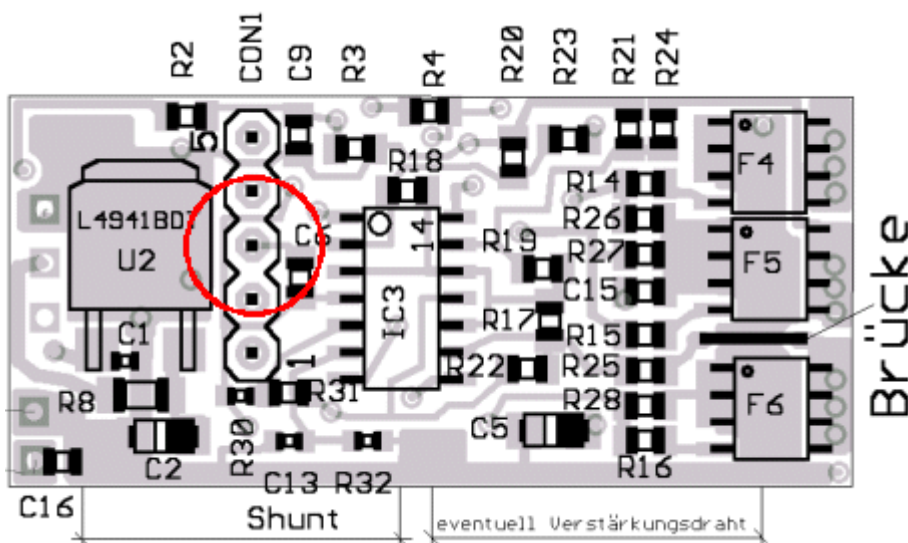 R2
CON1
C9
R3
R4
R20
R23
R21
R24
5
R18
F4
R14
L4941BDT
U2
C6
14
R19
R26
R27
F5
IC3
C15
Brücke
C1
1
R17
R15
R22
R25
R8
R31
R28
F6
C2
R30
C5
C13
R32
R16
C16
Shunt
eventuell Verstärkungsdraht